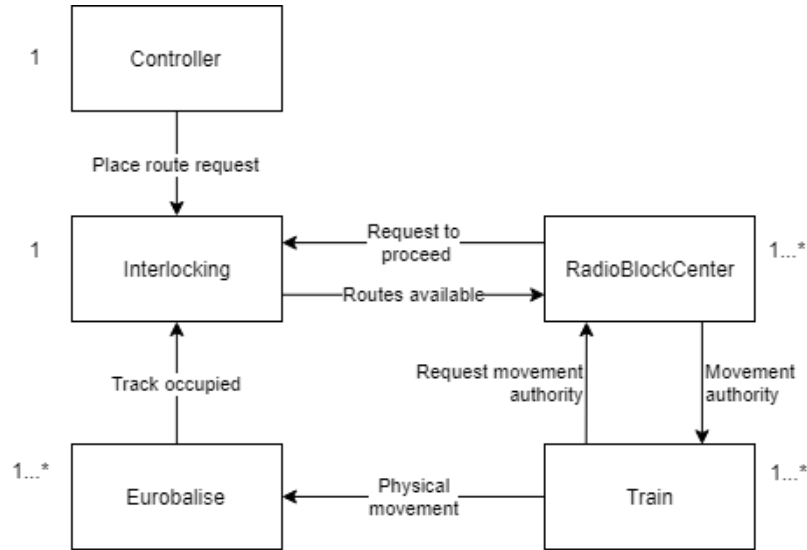 1
Controller
Place route request
1
Interlocking
Request to
proceed
Routes available
RadioBlockCenter
1...*
Track occupied
Request movement
authority
Movement
authority
1...*
Eurobalise
Physical
movement
Train
1...*